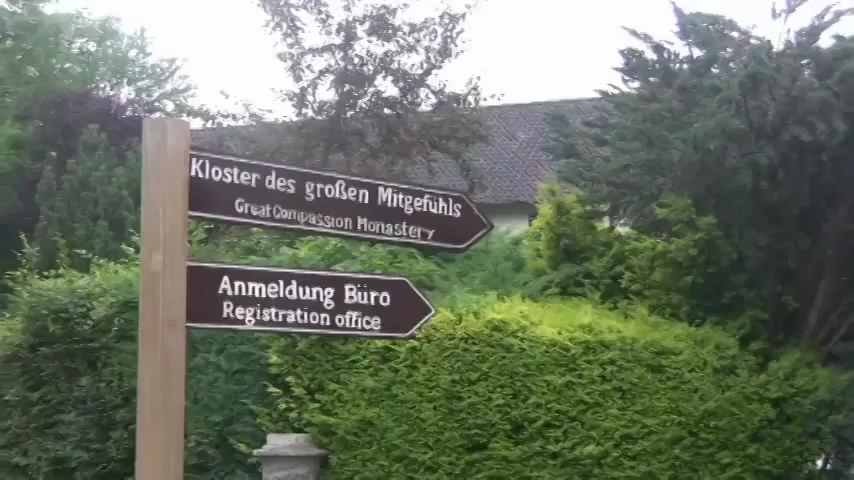 Kloster des großen Mitgefühls
Great Compassion Monastery
Anmeldung Büro
Registration office